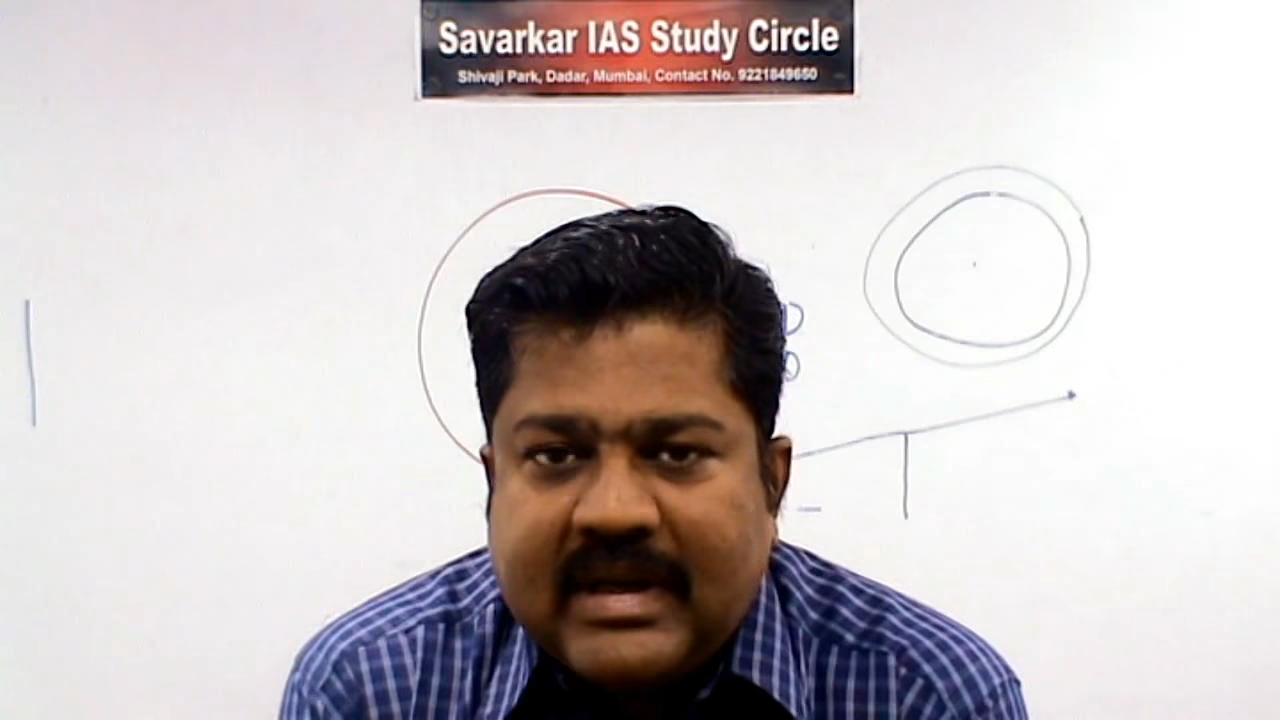 Savarkar IAS Study Circle
Shivaji Park, Dadar, Mumbai, Contact No. 9221849650